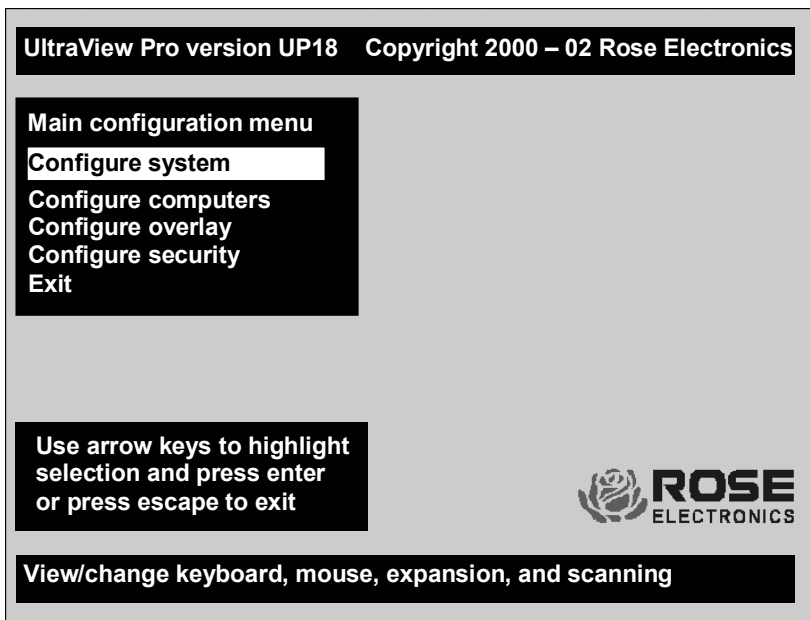 UltraView Pro version UP18 Copyright 2000 – 02 Rose Electronics
Main configuration menu
Configure system
Configure computers
Configure overlay
Configure security
Exit
Use arrow keys to highlight
selection and press enter
or press escape to exit
ROSE
ELECTRONICS
View/change keyboard, mouse, expansion, and scanning